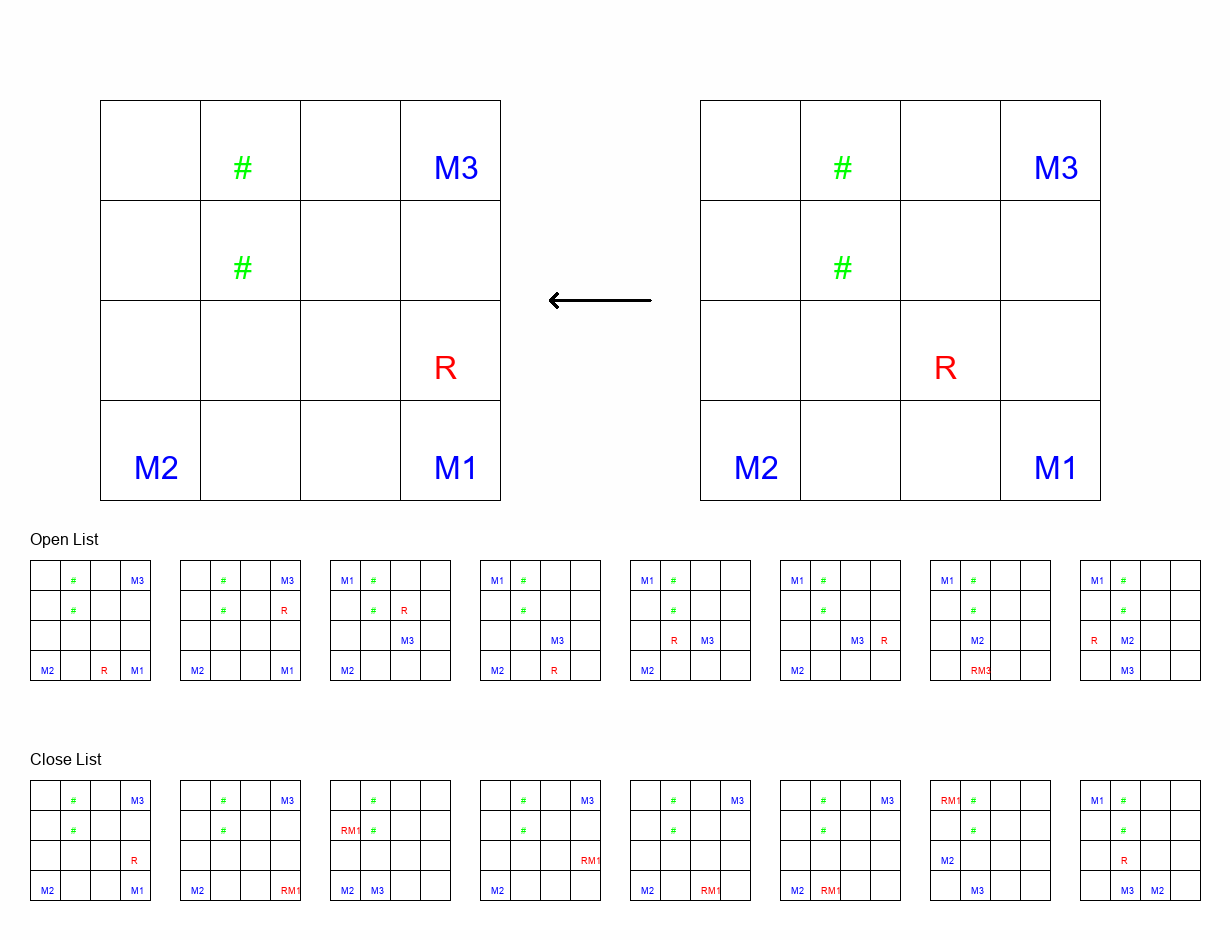 # M3 # M3
# #
R R
M2 M1 M2 M1
Open List
# M3 # M3 M1 # M1 # M1 # M1 # M1 # M1 #
# # R # R # # # # #
M3 M3 R M3 M3 R M2 R M2
M2 R M1 M2 M1 M2 M2 R M2 M2 RM3 M3
Close List
# M3 # M3 # # M3 # M3 # M3 RM1 # M1 #
# # RM1 # # # # # #
R RM1 M2 R
M2 M1 M2 RM1 M2 M3 M2 M2 RM1 M2 RM1 M3 M3 M2